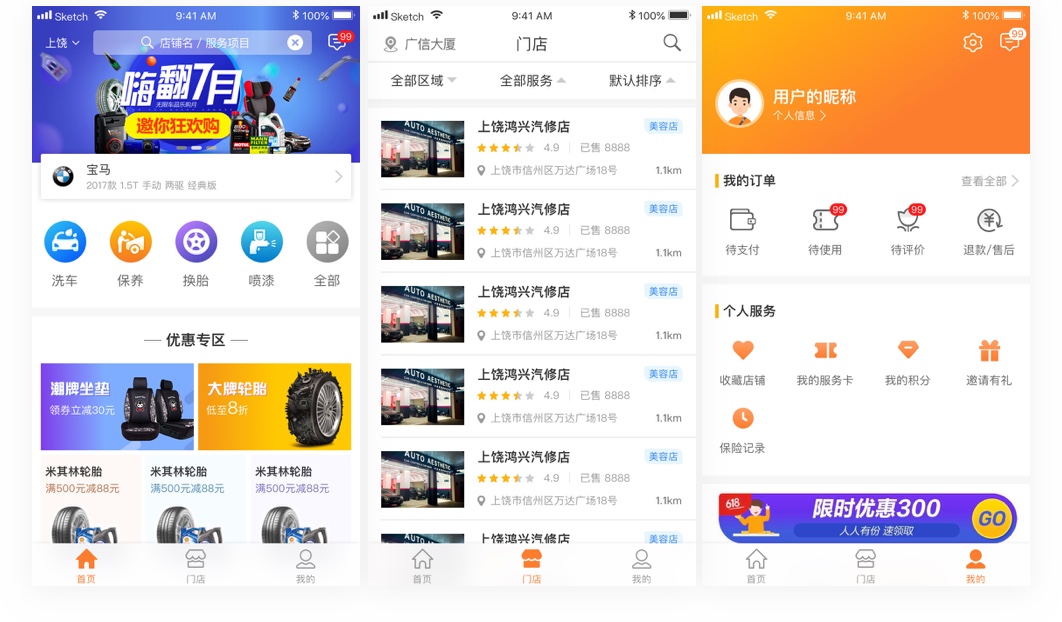 Sketch
9:41 AM
100%
上饶
店铺名 / 服务项目
99
嗨翻7月
无限车品乐购月
邀你狂欢购
宝马
2017款 1.5T 手动 两驱 经典版
洗车
保养
换胎
喷漆
全部
优惠专区
潮牌坐垫
领券立减30元
大牌轮胎
低至8折
米其林轮胎
满500元减88元
米其林轮胎
满500元减88元
米其林轮胎
满500元减88元
首页
门店
我的
Sketch
9:41 AM
100%
广信大厦
门店
全部区域
全部服务
默认排序
AUTO AESTHETIC
上饶鸿兴汽修店
美容店
4.9
已售 8888
上饶市信州区万达广场18号
1.1km
AUTO AESTHETIC
上饶鸿兴汽修店
美容店
4.9
已售 8888
上饶市信州区万达广场18号
1.1km
AUTO AESTHETIC
上饶鸿兴汽修店
美容店
4.9
已售 8888
上饶市信州区万达广场18号
1.1km
AUTO AESTHETIC
上饶鸿兴汽修店
美容店
4.9
已售 8888
上饶市信州区万达广场18号
1.1km
AUTO AESTHETIC
上饶鸿兴汽修店
美容店
4.9
已售 8888
上饶市信州区万达广场18号
1.1km
上饶鸿兴汽修店
美容店
首页
门店
我的
Sketch
9:41 AM
100%
99
用户的昵称
个人信息
我的订单
查看全部
待支付
99
待使用
99
待评价
退款/售后
个人服务
收藏店铺
我的服务卡
我的积分
邀请有礼
保险记录
618
限时优惠300
人人有份 速领取
GO
首页
门店
我的